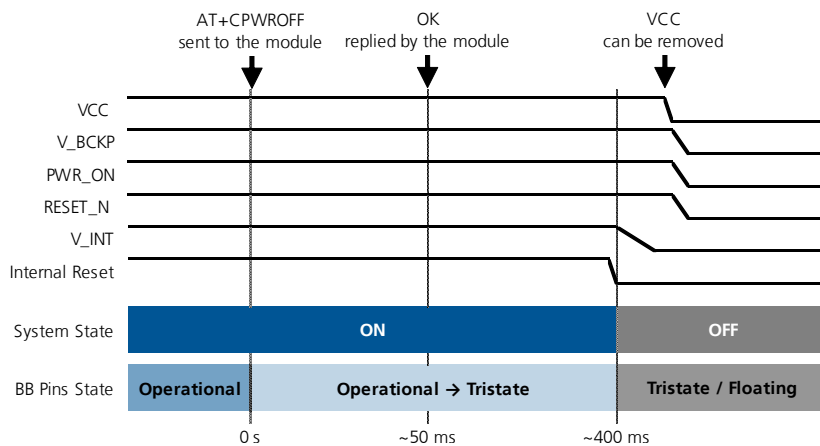 AT+CPWROFF
sent to the module
OK
replied by the module
VCC
can be removed
VCC
V_BCKP
PWR_ON
RESET_N
V_INT
Internal Reset
System State
ON
OFF
BB Pins State
Operational
Operational → Tristate
Tristate / Floating
0 s
~50 ms
~400 ms